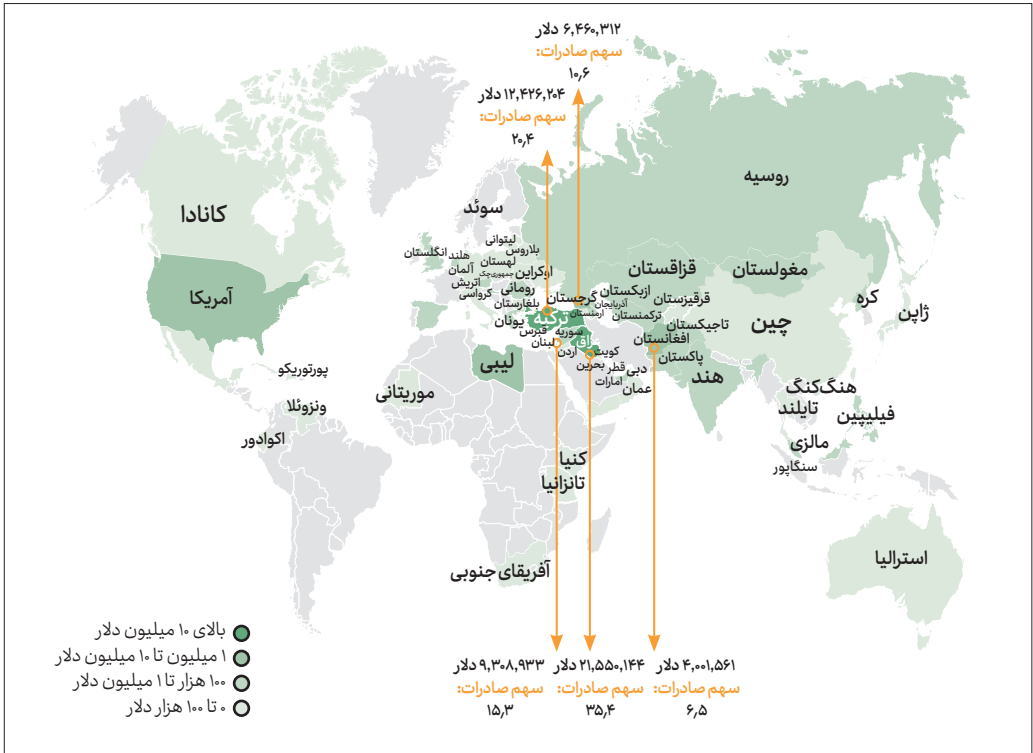 ۶,۴۶۰,۳۱۲ دلار
سهم صادرات:
۱۰٫۶
۱۲,۴۲۶,۲۰۴ دلار
سهم صادرات:
۲۰٫۴
روسیه
کانادا
سوئد
لیتوانی
بلاروس
انگلستان
هلند
لهستان
آلمان
جمهوری‌چک
اوکراین
اتریش
کرواسی
رومانی
بلغارستان
یونان
آمریکا
قزاقستان
مغولستان
ازبکستان
قرقیزستان
گرجستان
آذربایجان
ارمنستان
ترکمنستان
تاجیکستان
ترکیه
قبرس
سوریه
لبنان
اردن
کویت
بحرین
قطر
دبی
امارات
عمان
افغانستان
پاکستان
هند
چین
کره
ژاپن
لیبی
موریتانی
پورتوریکو
ونزوئلا
اکوادور
هنگ‌کنگ
تایلند
فیلیپین
مالزی
سنگاپور
کنیا
تانزانیا
آفریقای جنوبی
استرالیا
بالای ۱۰ میلیون دلار
۱ میلیون تا ۱۰ میلیون دلار
۱۰۰ هزار تا ۱ میلیون دلار
۰ تا ۱۰۰ هزار دلار
۴,۰۰۱,۵۶۱ دلار
سهم صادرات:
۶٫۵
۲۱,۵۵۰,۱۴۴ دلار
سهم صادرات:
۳۵٫۴
۹,۳۰۸,۹۳۳ دلار
سهم صادرات:
۱۵٫۳